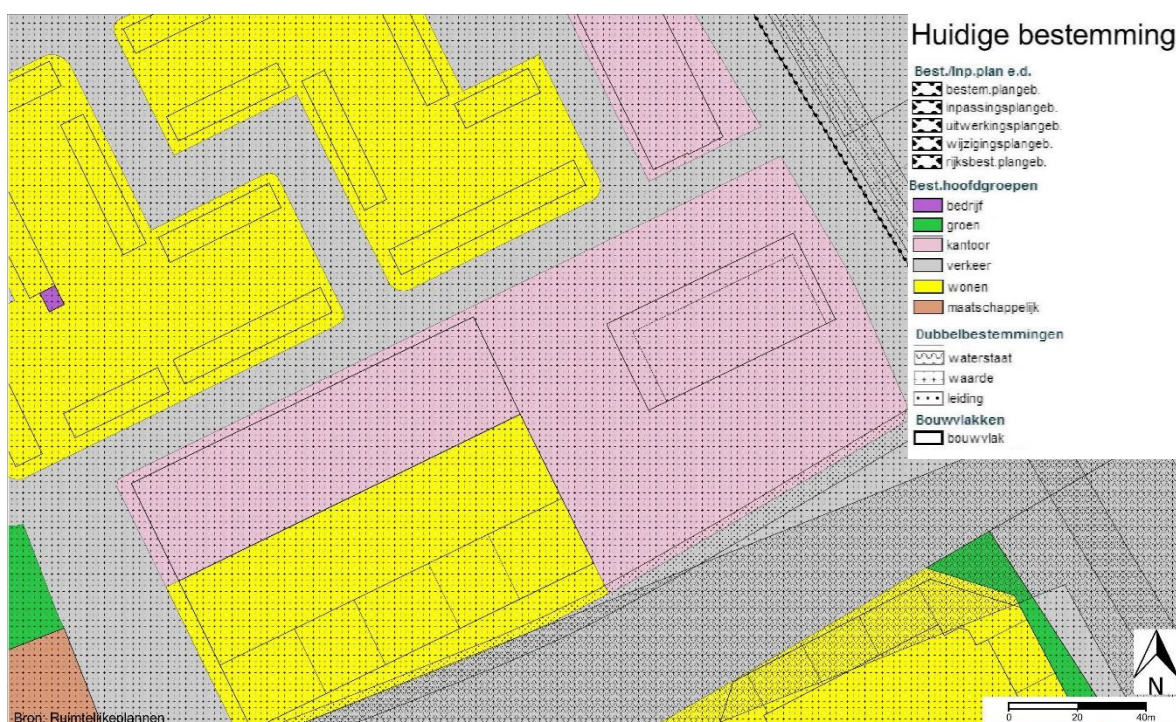 Huidige bestemming
Best./Inp.plan e.d.
bestem.plangeb.
inpassingsplangeb.
uitwerkingsplangeb.
wijzigingsplangeb.
rijksbest.plangeb.
Best.hoofdgroepen
bedrijf
groen
kantoor
verkeer
wonen
maatschappelijk
Dubbelbestemmingen
waterstaat
waarde
leiding
Bouwvlakken
bouwvlak
N
0 20 40m
Bron: Ruimtelijkeplannen